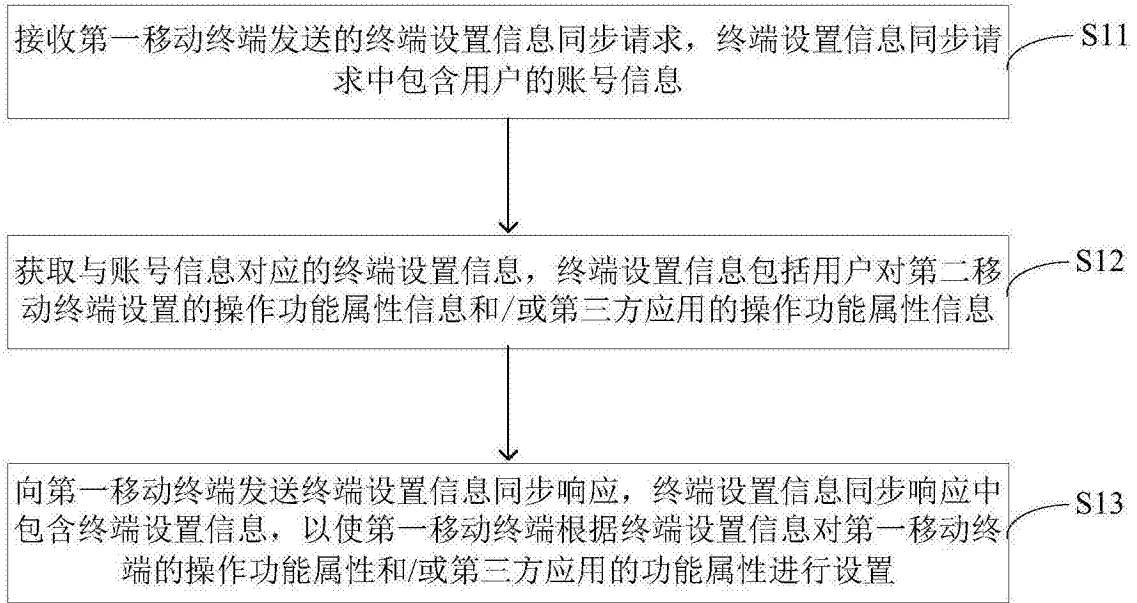 接收第一移动终端发送的终端设置信息同步请求，终端设置信息同步请
求中包含用户的账号信息
S11
获取与账号信息对应的终端设置信息，终端设置信息包括用户对第二移
动终端设置的操作功能属性信息和/或第三方应用的操作功能属性信息
S12
向第一移动终端发送终端设置信息同步响应，终端设置信息同步响应中
包含终端设置信息，以使第一移动终端根据终端设置信息对第一移动终
端的操作功能属性和/或第三方应用的功能属性进行设置
S13